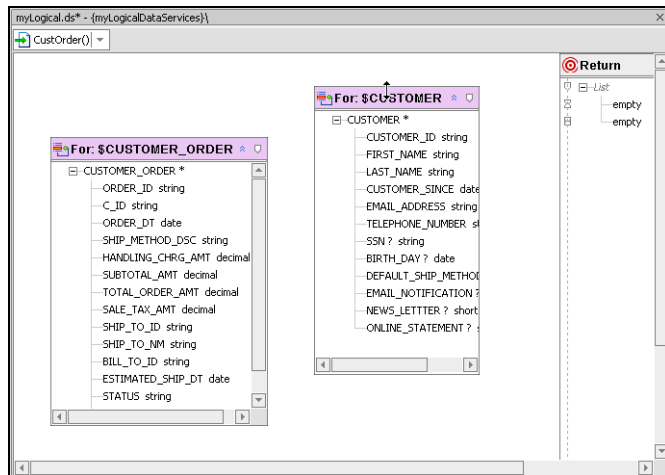 myLogical.ds* - {myLogicalDataServices}\
CustOrder()
For: $CUSTOMER_ORDER
CUSTOMER_ORDER *
ORDER_ID string
C_ID string
ORDER_DT date
SHIP_METHOD_DSC string
HANDLING_CHRG_AMT decimal
SUBTOTAL_AMT decimal
TOTAL_ORDER_AMT decimal
SALE_TAX_AMT decimal
SHIP_TO_ID string
SHIP_TO_NM string
BILL_TO_ID string
ESTIMATED_SHIP_DT date
STATUS string
For: $CUSTOMER
CUSTOMER *
CUSTOMER_ID string
FIRST_NAME string
LAST_NAME string
CUSTOMER_SINCE date
EMAIL_ADDRESS string
TELEPHONE_NUMBER
SSN ? string
BIRTH_DAY ? date
DEFAULT_SHIP_METHOD
EMAIL_NOTIFICATION ?
NEWS_LETTTER ? short
ONLINE_STATEMENT ?
Return
List
empty
empty